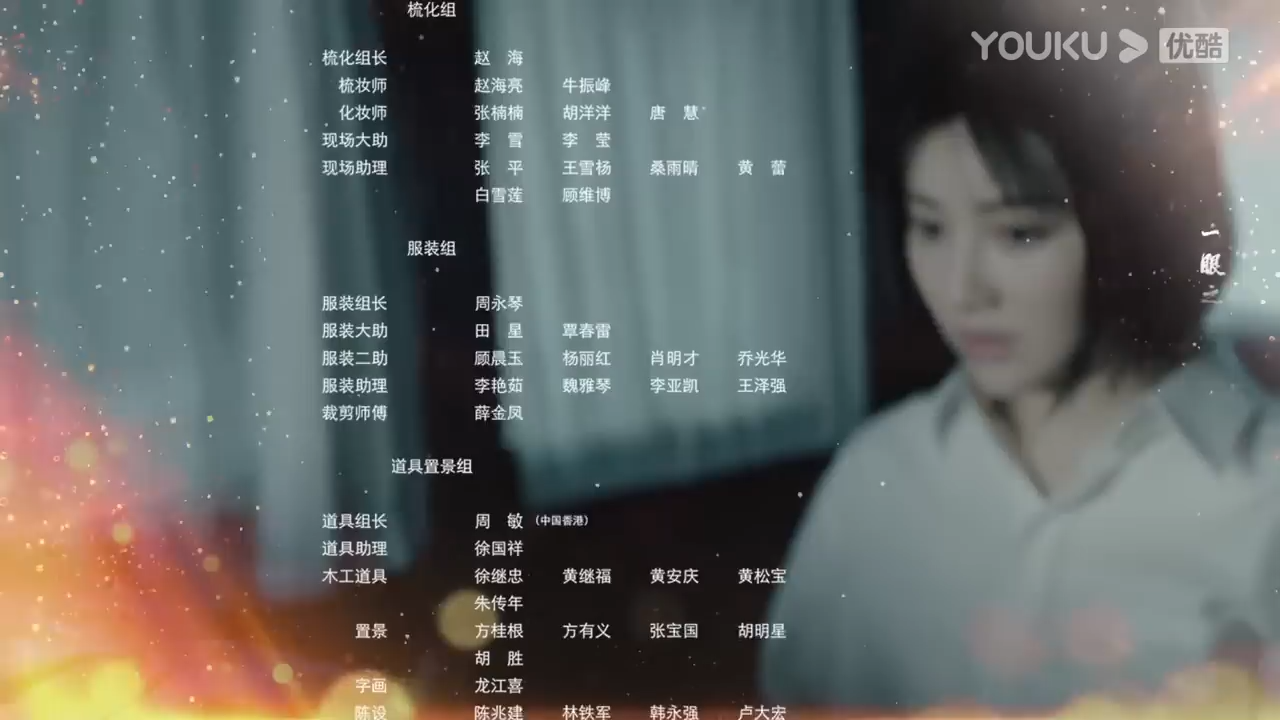 梳化组
YOUKU 优酷
梳化组长 赵 海
梳妆师 赵海亮 牛振峰
化妆师 张楠楠 胡洋洋 唐 慧
现场大助 李 雪 李 莹
现场助理 张 平 王雪杨 桑雨晴 黄 蕾
白雪莲 顾维博
一眼二
服装组
服装组长 周永琴
服装大助 田 星 覃春雷
服装二助 顾晨玉 杨丽红 肖明才 乔光华
服装助理 李艳茹 魏雅琴 李亚凯 王泽强
裁剪师傅 薛金凤
道具置景组
道具组长 周 敏 (中国香港)
道具助理 徐国祥
木工道具 徐继忠 黄继福 黄安庆 黄松宝
朱传年
置景 方桂根 方有义 张宝国 胡明星
胡 胜
字画 龙江喜
陈设 陈兆建 林铁军 韩永强 卢大宏